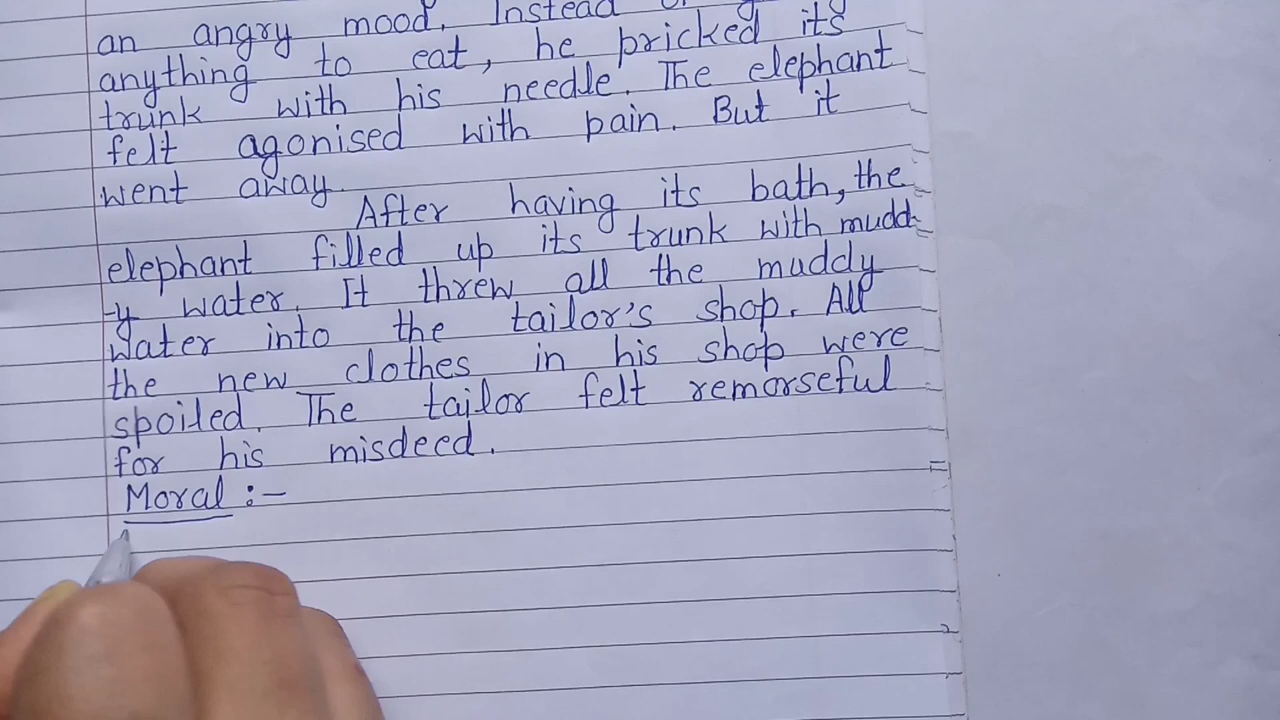 an angry mood. Instead
anything to eat, he pricked its
trunk with his needle. The elephant
felt agonised with pain. But it
went away.
After having its bath, the
elephant filled up its trunk with mudd-
-y water. It threw all the muddy
water into the tailor's shop. All
the new clothes in his shop were
spoiled. The tailor felt remorseful
for his misdeed.
Moral :-